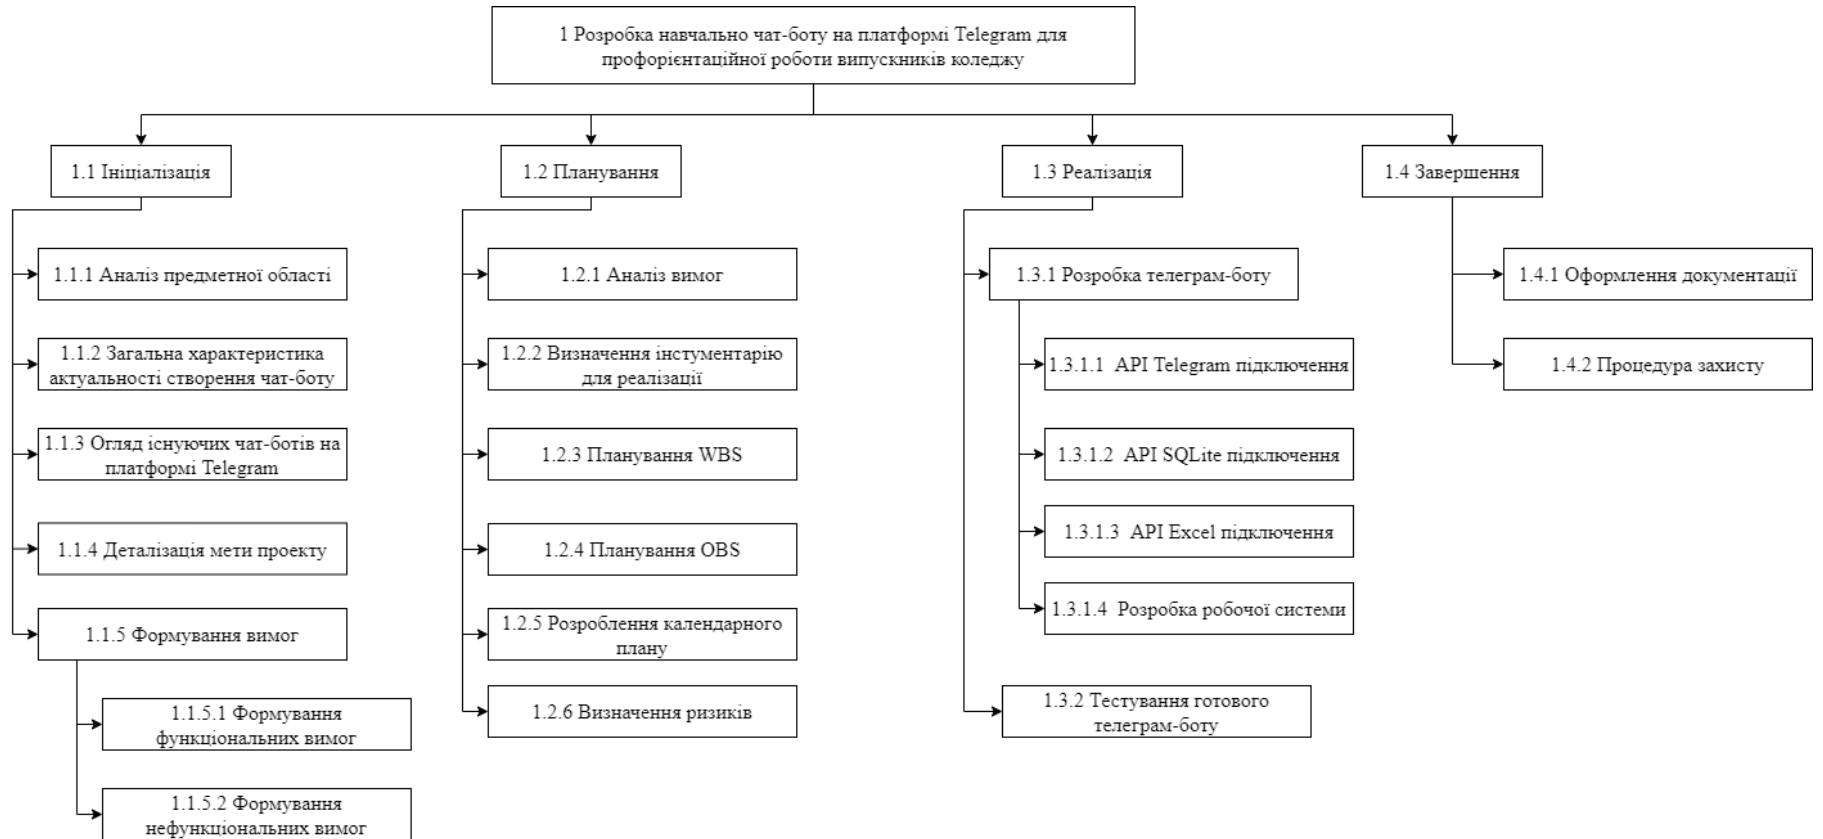 1 Розробка навчально чат-боту на платформі Telegram для
профорієнтаційної роботи випускників коледжу
1.1 Ініціалізація
1.2 Планування
1.3 Реалізація
1.4 Завершення
1.1.1 Аналіз предметної області
1.1.2 Загальна характеристика
актуальності створення чат-боту
1.1.3 Огляд існуючих чат-ботів на
платформі Telegram
1.1.4 Деталізація мети проекту
1.1.5 Формування вимог
1.1.5.1 Формування
функціональних вимог
1.1.5.2 Формування
нефункціональних вимог
1.2.1 Аналіз вимог
1.2.2 Визначення інстументарію
для реалізації
1.2.3 Планування WBS
1.2.4 Планування OBS
1.2.5 Розроблення календарного
плану
1.2.6 Визначення ризиків
1.3.1 Розробка телеграм-боту
1.3.1.1 API Telegram підключення
1.3.1.2 API SQLite підключення
1.3.1.3 API Excel підключення
1.3.1.4 Розробка робочої системи
1.3.2 Тестування готового
телеграм-боту
1.4.1 Оформлення документації
1.4.2 Процедура захисту